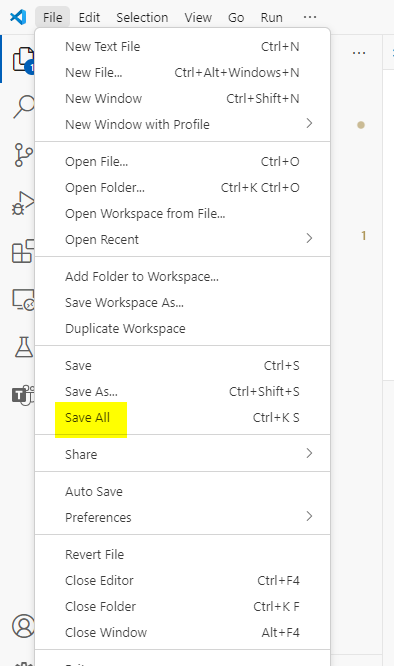 File Edit Selection View Go Run ...
New Text File Ctrl+N
New File... Ctrl+Alt+Windows+N
New Window Ctrl+Shift+N
New Window with Profile
Open File... Ctrl+O
Open Folder... Ctrl+K Ctrl+O
Open Workspace from File...
Open Recent
1
Add Folder to Workspace...
Save Workspace As...
Duplicate Workspace
Save Ctrl+S
Save As... Ctrl+Shift+S
Save All Ctrl+K S
Share
Auto Save
Preferences
Revert File
Close Editor Ctrl+F4
Close Folder Ctrl+K F
Close Window Alt+F4